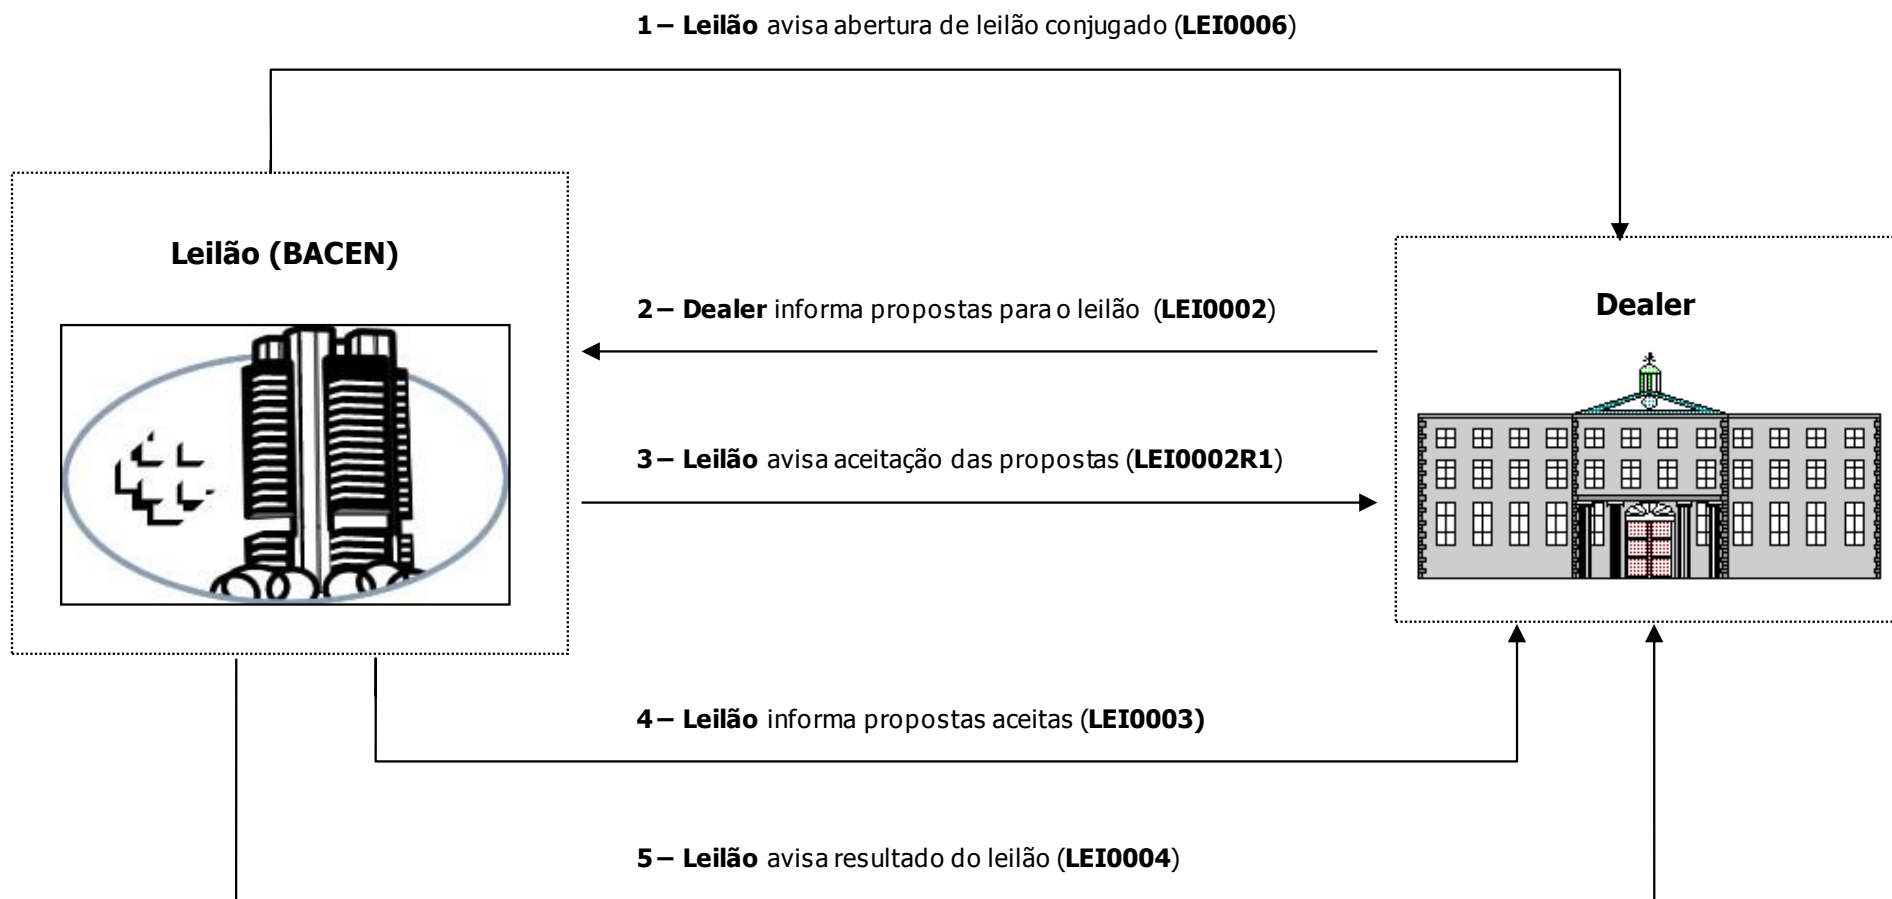 1 – Leilão avisa abertura de leilão conjugado (LEI0006)
Leilão (BACEN)
2 – Dealer informa propostas para o leilão (LEI0002)
Dealer
3 – Leilão avisa aceitação das propostas (LEI0002R1)
4 – Leilão informa propostas aceitas (LEI0003)
5 – Leilão avisa resultado do leilão (LEI0004)